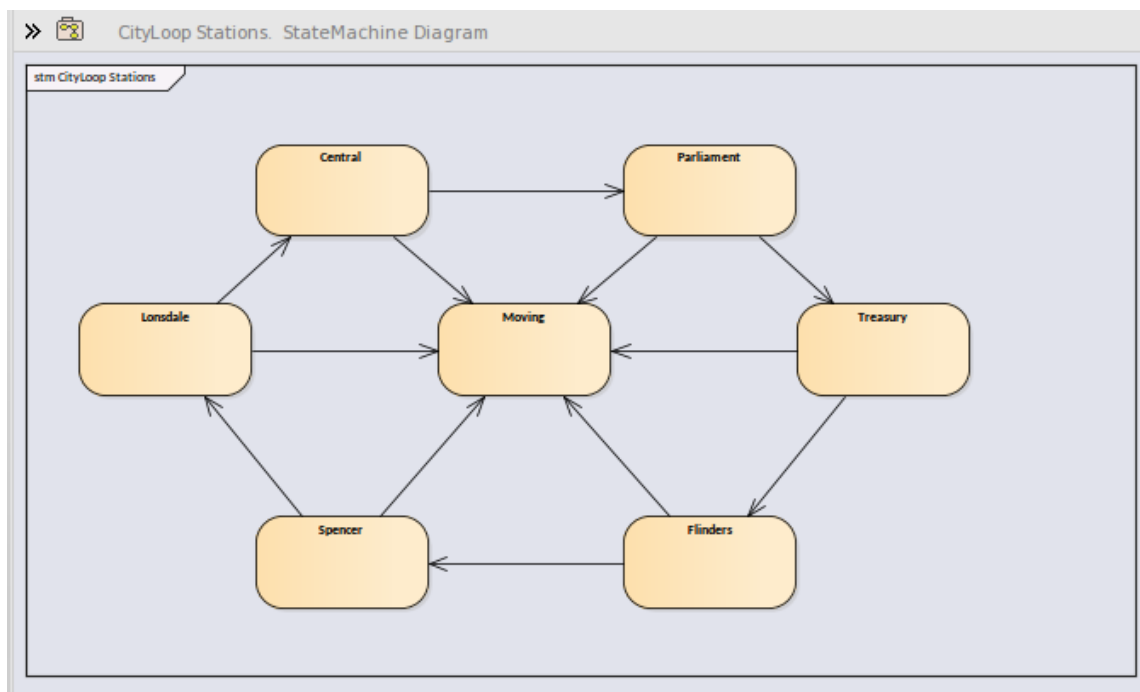 CityLoop Stations. StateMachine Diagram
stm CityLoop Stations
Central
Parliament
Lonsdale
Moving
Treasury
Spencer
Flinders